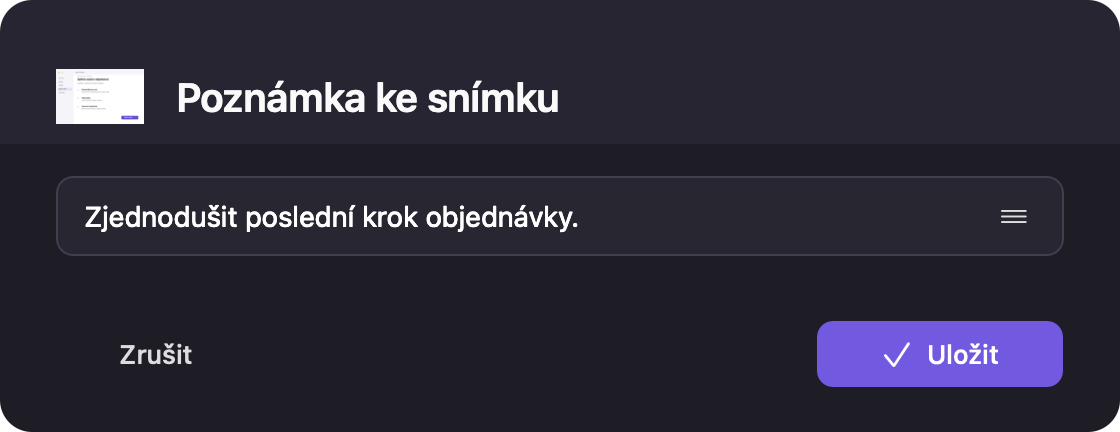 Poznámka ke snímku
Zjednodušit poslední krok objednávky.
Zrušit
Uložit